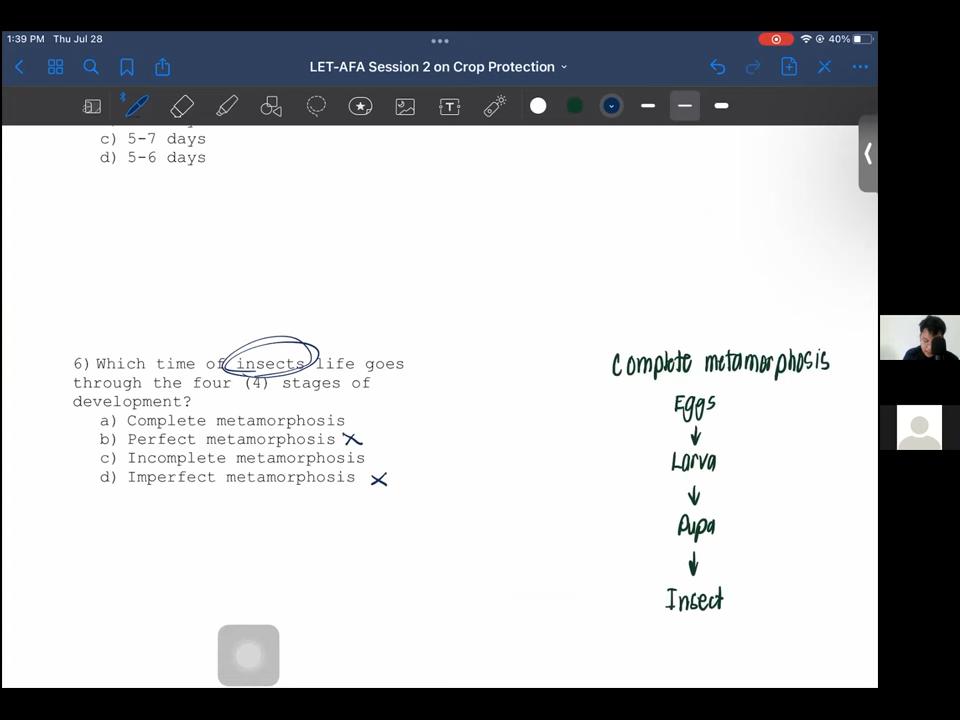 1:39 PM Thu Jul 28
40%
LET-AFA Session 2 on Crop Protection
c) 5-7 days
d) 5-6 days
6) Which time of insects life goes
through the four (4) stages of
development?
a) Complete metamorphosis
b) Perfect metamorphosis
c) Incomplete metamorphosis
d) Imperfect metamorphosis
Complete metamorphosis
Eggs
Larva
Pupa
Insect